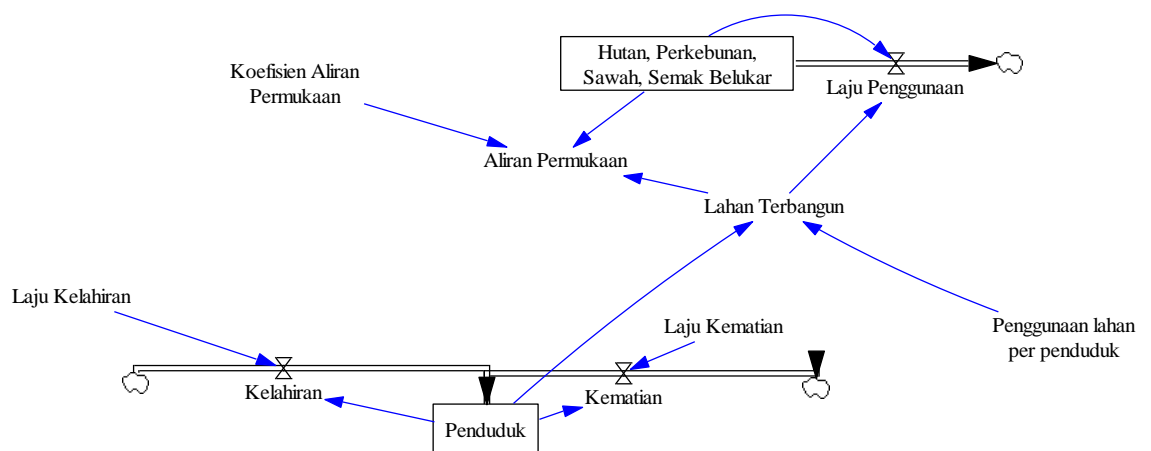 Hutan, Perkebunan,
Sawah, Semak Belukar
Koefisien Aliran
Permukaan
Laju Penggunaan
Aliran Permukaan
Lahan Terbangun
Laju Kelahiran
Laju Kematian
Penggunaan lahan
per penduduk
Kelahiran
Kematian
Penduduk